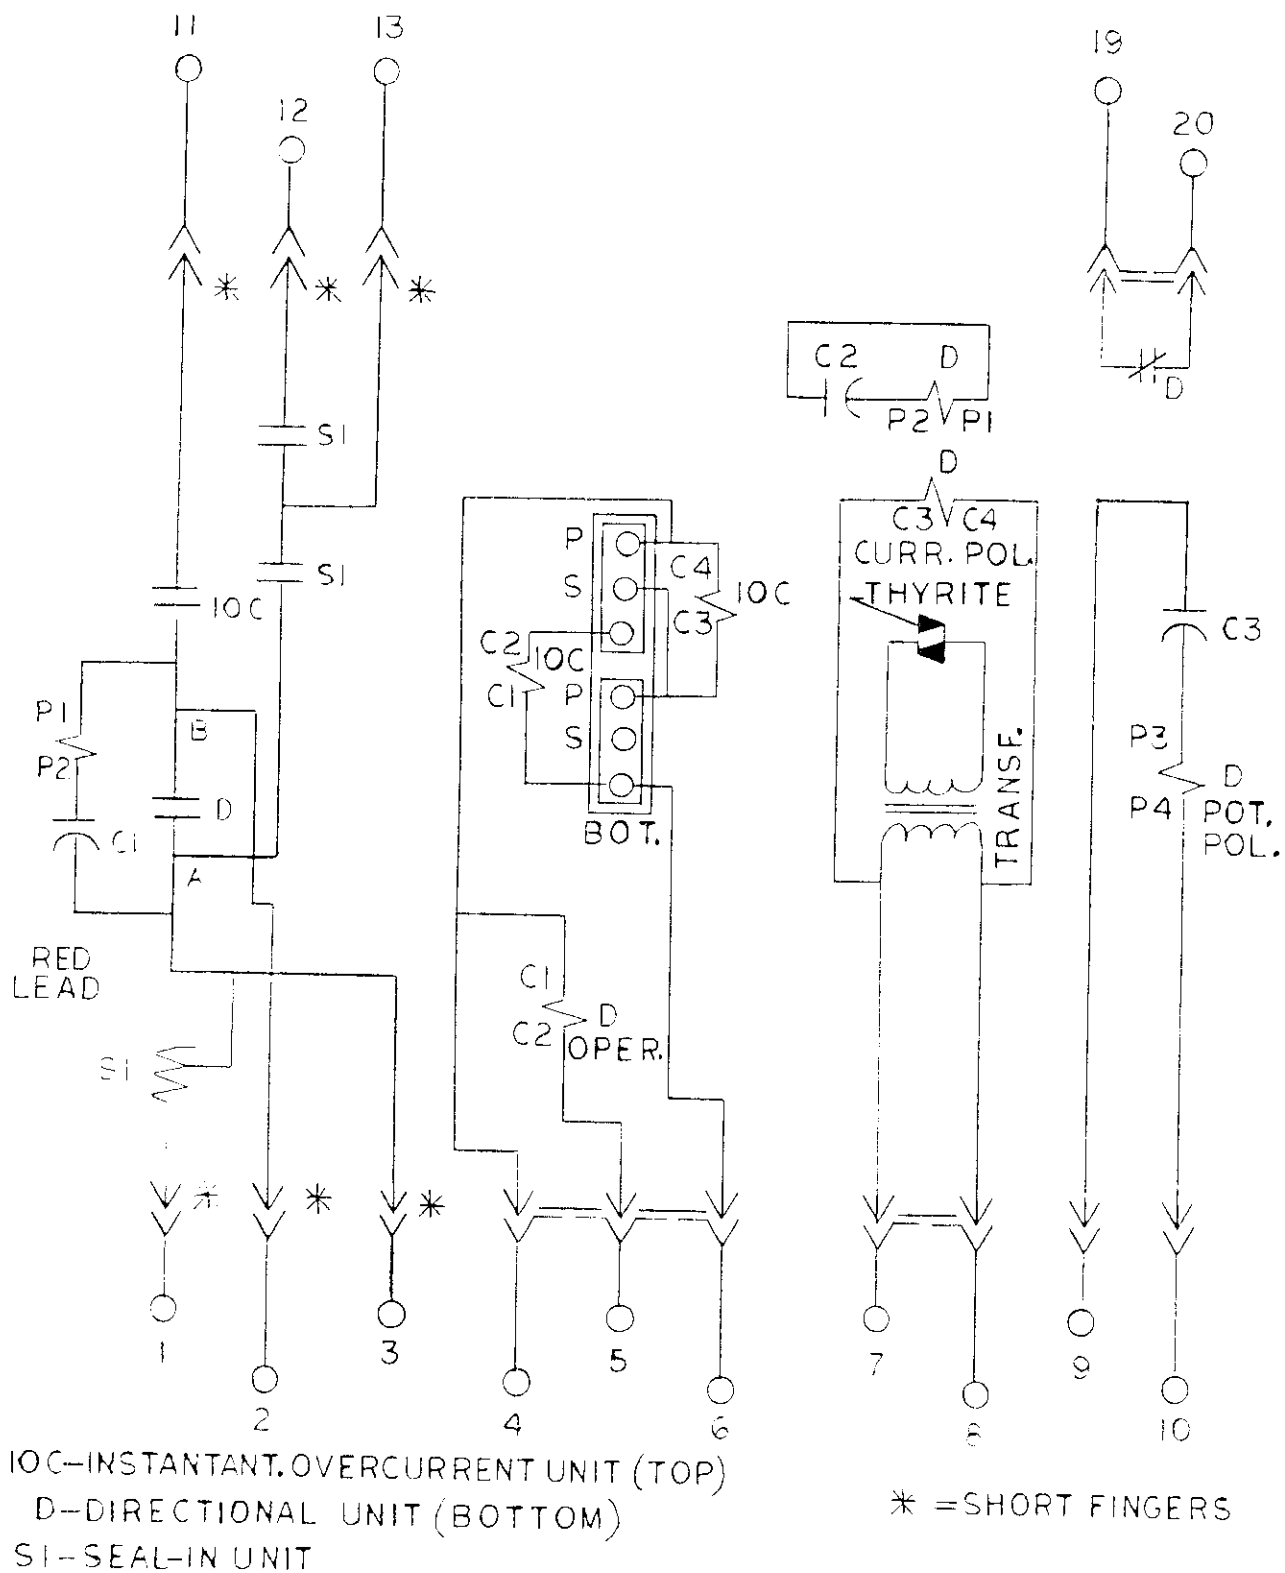 11
13
19
12
20
*
*
*
C2
D
D
P2
P1
S1
D
C3
C4
P
C4
CURR. POL.
S1
S
IOC
THYRITE
IOC
C3
C3
C2
IOC
P1
C1
P
B
P3
P2
S
D
TRANSF.
D
P4
POT.
C1
BOT.
POL.
A
RED
LEAD
C1
C2
D
OPER.
S1
*
*
*
1
3
5
7
9
2
4
6
8
10
IOC-INSTANTANT. OVERCURRENT UNIT (TOP)
D-DIRECTIONAL UNIT (BOTTOM)
* =SHORT FINGERS
SI-SEAL-IN UNIT